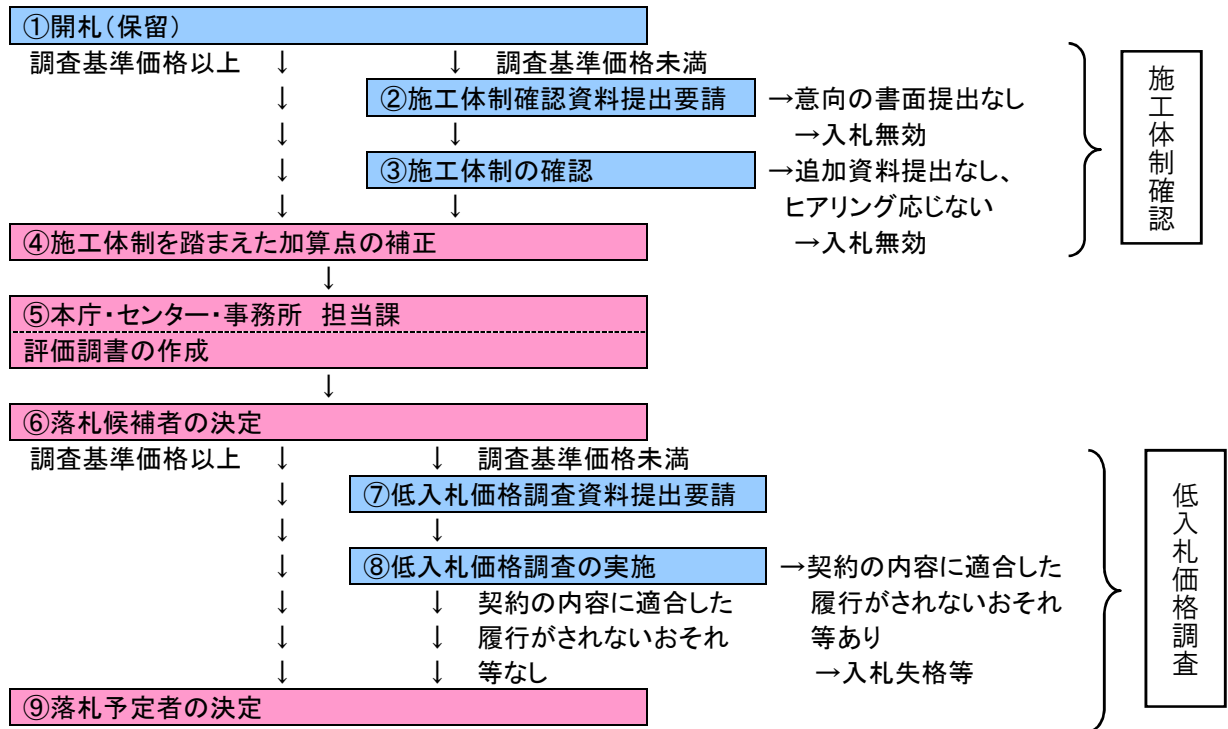 ①開札(保留)
調査基準価格以上 ↓ ↓ 調査基準価格未満
↓ ②施工体制確認資料提出要請 →意向の書面提出なし
↓ ↓ →入札無効
↓ ③施工体制の確認 →追加資料提出なし、
↓ ↓ ヒアリング応じない
④施工体制を踏まえた加算点の補正 →入札無効
施工体制確認
↓
⑤本庁・センター・事務所 担当課
評価調書の作成
↓
⑥落札候補者の決定
調査基準価格以上 ↓ ↓ 調査基準価格未満
↓ ⑦低入札価格調査資料提出要請
↓ ↓
↓ ⑧低入札価格調査の実施 →契約の内容に適合した
↓ ↓ 契約の内容に適合した 履行がされないおそれ
↓ ↓ 履行がされないおそれ 等あり
↓ ↓ 等なし →入札失格等
⑨落札予定者の決定
低入札価格調査